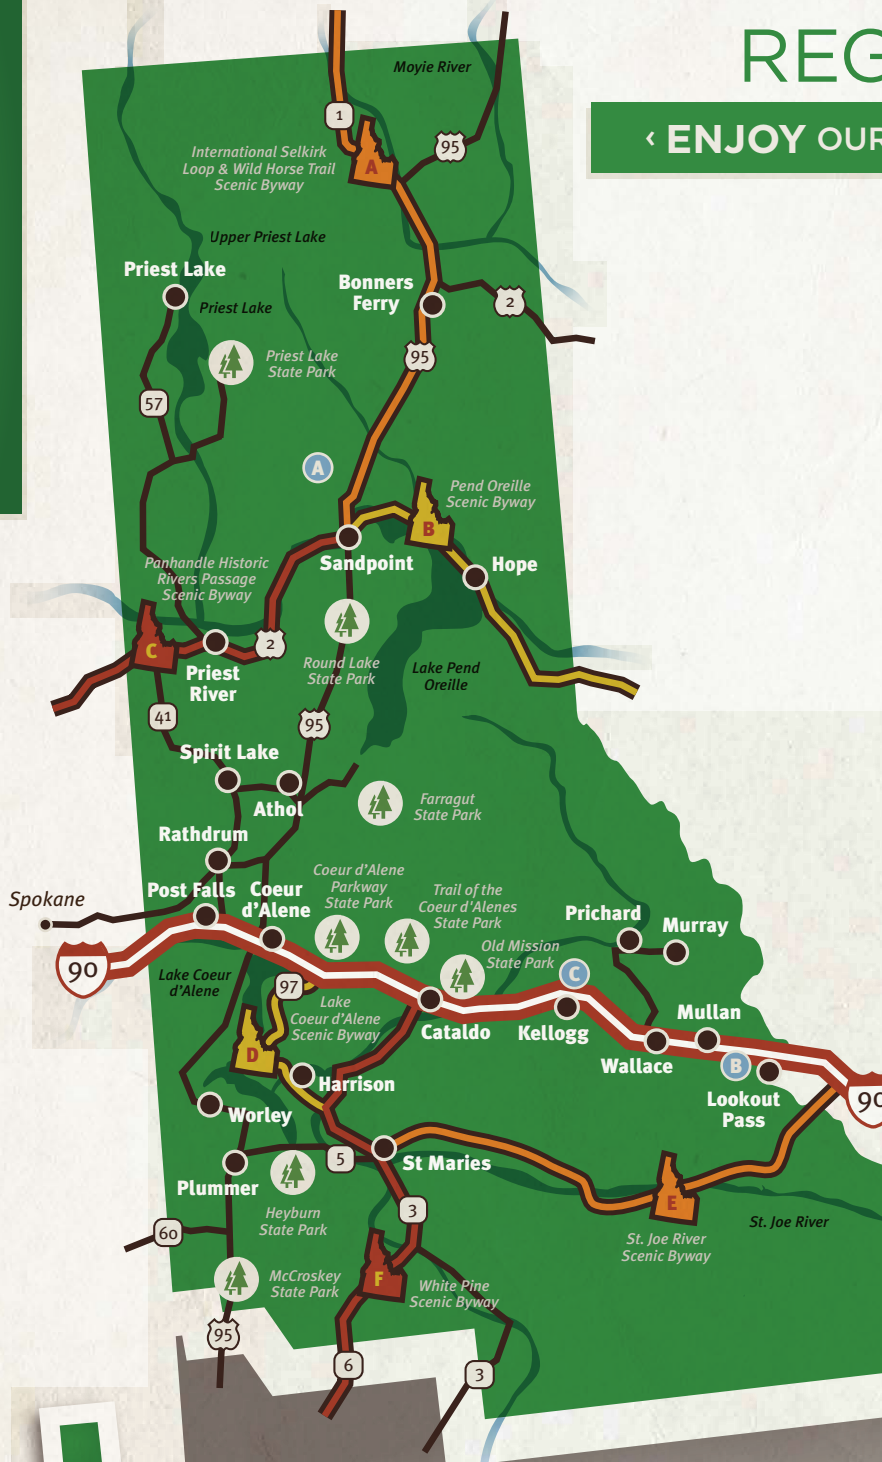 REG
‹ ENJOY OUR
Moyie River
1
95
International Selkirk
Loop & Wild Horse Trail
Scenic Byway
A
Upper Priest Lake
Priest Lake
Priest Lake
Bonners
Ferry
2
95
Priest Lake
State Park
57
A
Pend Oreille
Scenic Byway
B
Sandpoint
Hope
Panhandle Historic
Rivers Passage
Scenic Byway
C
2
Priest
River
Round Lake
State Park
Lake Pend
Oreille
41
95
Spirit Lake
Athol
Farragut
State Park
Rathdrum
Post Falls
Coeur
d'Alene
Coeur d'Alene
Parkway
State Park
Trail of the
Coeur d'Alenes
State Park
Old Mission
State Park
Spokane
Prichard
Murray
90
Lake Coeur
d'Alene
97
C
Lake
Coeur d'Alene
Scenic Byway
Cataldo
Kellogg
Mullan
Wallace
B
Lookout
Pass
90
D
Harrison
Worley
St Maries
5
Plummer
Heyburn
State Park
3
E
St. Joe River
St. Joe River
Scenic Byway
60
McCroskey
State Park
F
White Pine
Scenic Byway
95
6
3